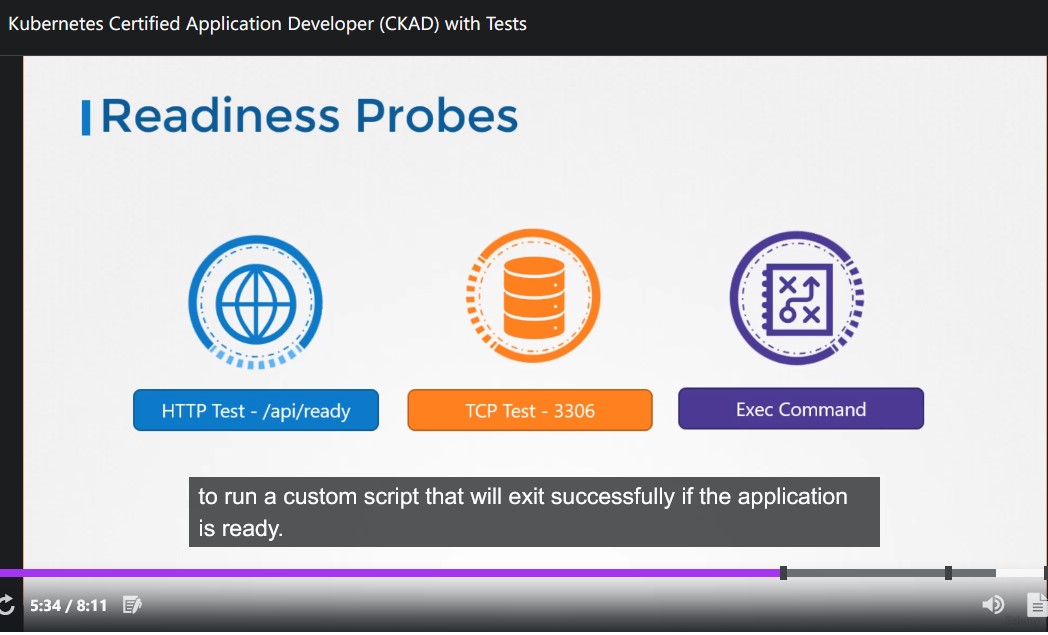 Kubernetes Certified Application Developer (CKAD) with Tests
Readiness Probes
HTTP Test - /api/ready
TCP Test - 3306
Exec Command
to run a custom script that will exit successfully if the application
is ready.
5:34 / 8:11